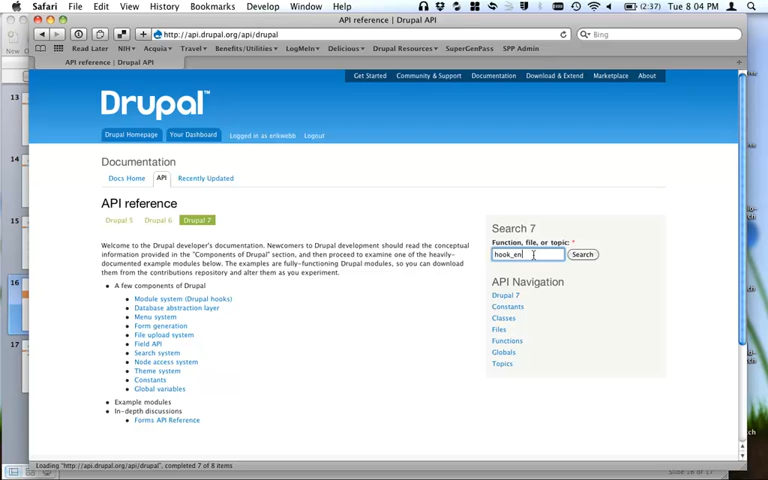 Safari File Edit View History Bookmarks Develop Window Help (2:37) Tue 8:04 PM
API reference | Drupal API
http://api.drupal.org/api/drupal
Bing
Read Later NIH Acquia Travel Benefits/Utilities LogMeIn Delicious Drupal Resources SuperGenPass SPP Admin
API reference | Drupal API
Get Started Community & Support Documentation Download & Extend Marketplace About
Drupal™
Drupal Homepage Your Dashboard Logged in as erikwebb Logout
Documentation
Docs Home API Recently Updated
API reference
Drupal 5 Drupal 6 Drupal 7
Welcome to the Drupal developer's documentation. Newcomers to Drupal development should read the conceptual
information provided in the "Components of Drupal" section, and then proceed to examine one of the heavily-
documented example modules below. The examples are fully-functioning Drupal modules, so you can download
them from the contributions repository and alter them as you experiment.
A few components of Drupal
Module system (Drupal hooks)
Database abstraction layer
Menu system
Form generation
File upload system
Field API
Search system
Node access system
Theme system
Constants
Global variables
Example modules
In-depth discussions
Forms API Reference
Search 7
Function, file, or topic: *
hook_en
Search
API Navigation
Drupal 7
Constants
Classes
Files
Functions
Globals
Topics
13
14
15
16
17
Loading "http://api.drupal.org/api/drupal", completed 7 of 8 items